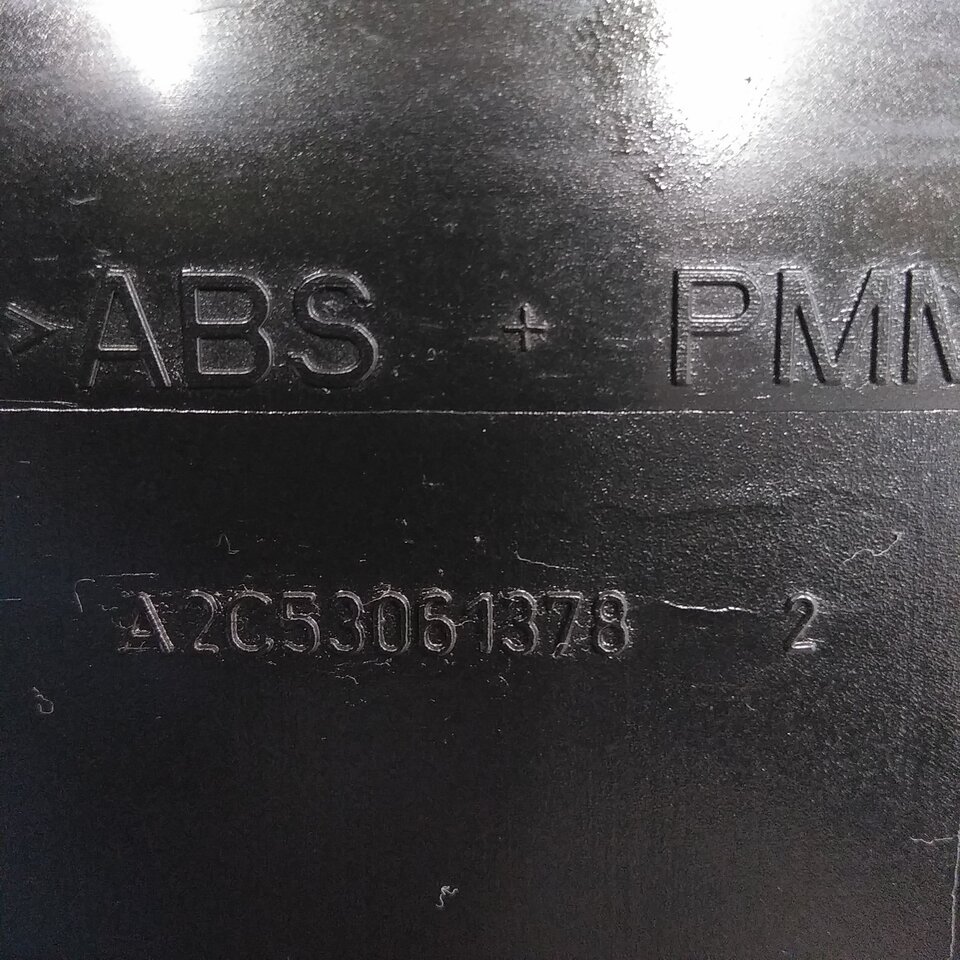 >ABS + PMM
A2C53061378 2